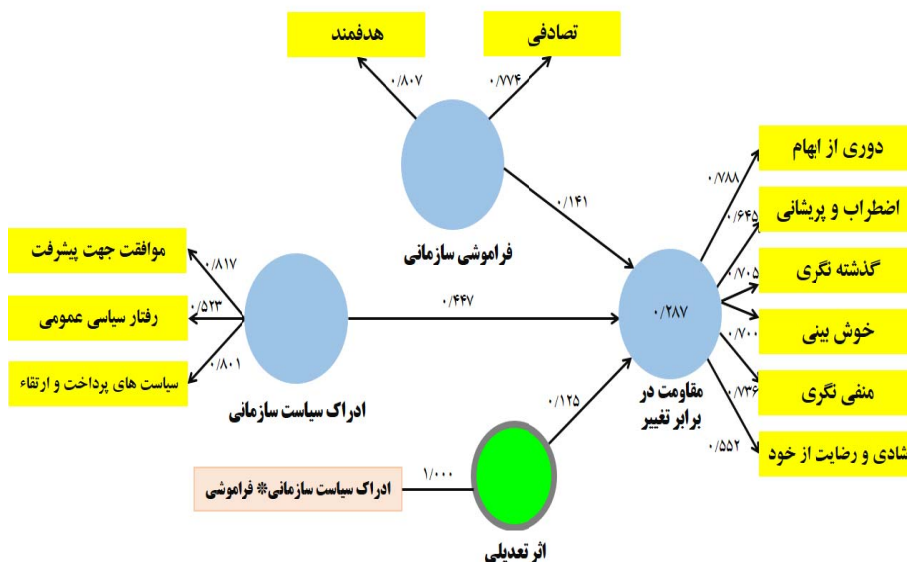 هدفمند
تصادفی
۰/۸۰۷
۰/۷۷۴
فراموشی سازمانی
۰/۱۴۱
موافقت جهت پیشرفت
رفتار سیاسی عمومی
سیاست های پرداخت و ارتقاء
۰/۸۱۷
۰/۵۲۳
۰/۸۰۱
ادراک سیاست سازمانی
۰/۴۴۷
۰/۲۸۷
مقاومت در
برابر تغییر
۰/۷۸۸
۰/۶۴۵
۰/۷۰۵
۰/۷۰۰
۰/۷۳۶
۰/۵۵۲
دوری از ابهام
اضطراب و پریشانی
گذشته نگری
خوش بینی
منفی نگری
شادی و رضایت از خود
۰/۱۲۵
ادراک سیاست سازمانی* فراموشی
۱/۰۰۰
اثر تعدیلی